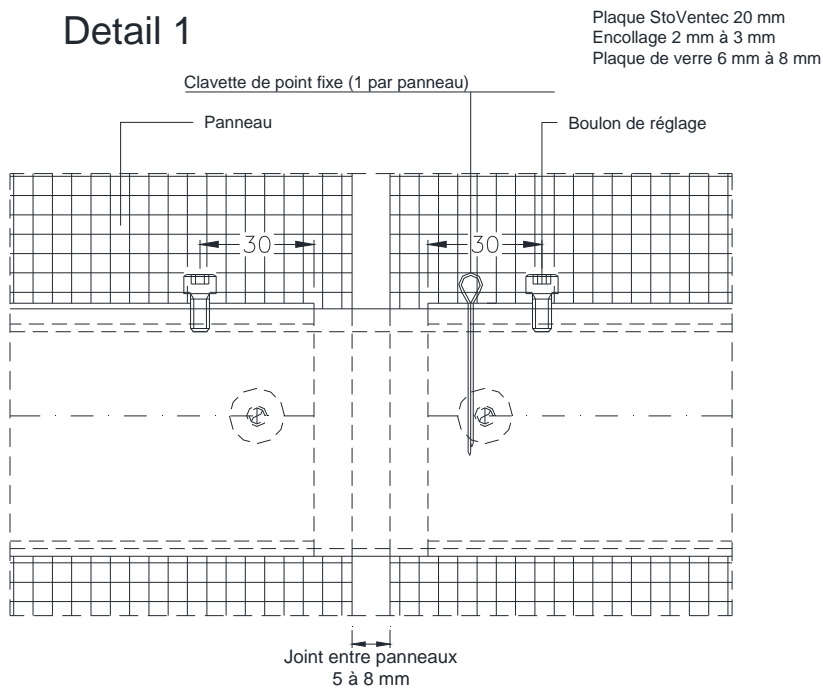 Detail 1
Plaque StoVentec 20 mm
Encollage 2 mm à 3 mm
Plaque de verre 6 mm à 8 mm
Clavette de point fixe (1 par panneau)
Panneau
Boulon de réglage
30
30
Joint entre panneaux
5 à 8 mm